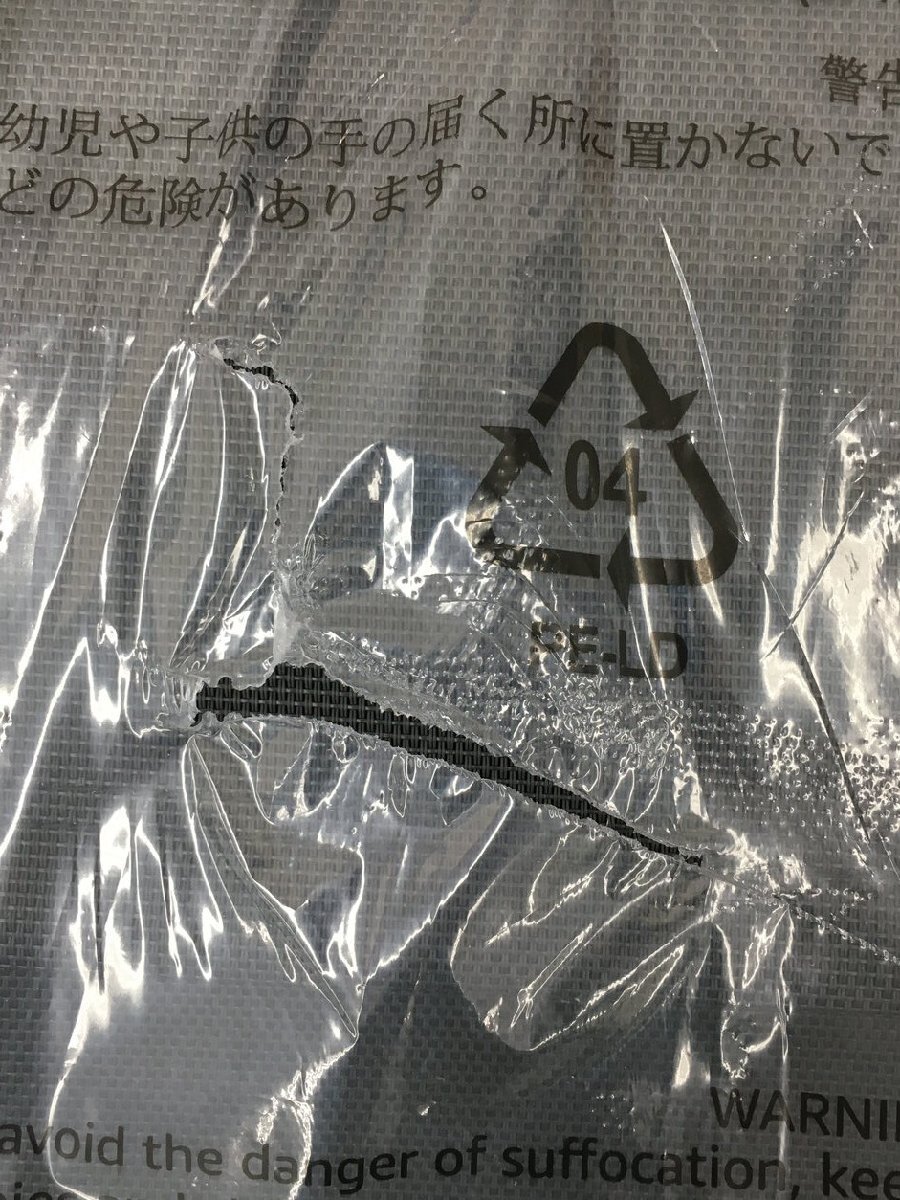 警告
幼児や子供の手の届く所に置かないで
どの危険があります。
04
PE-LD
WARNI
avoid the danger of suffocation, kee